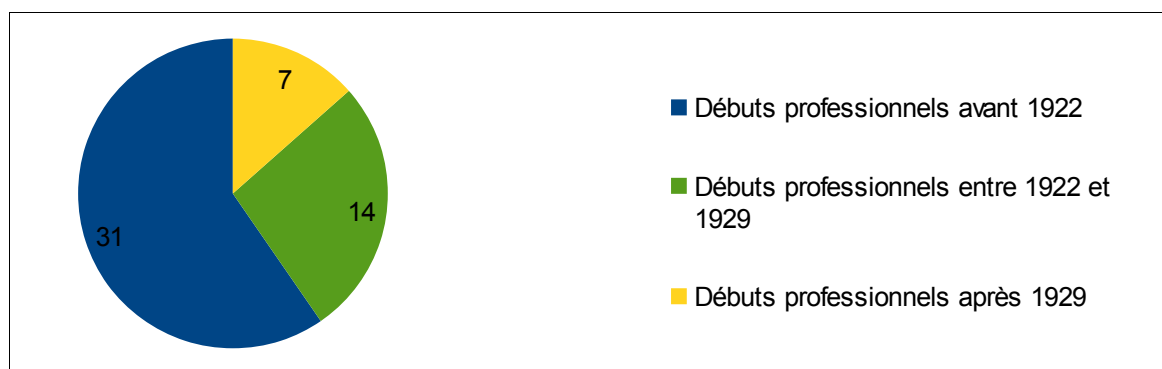 7
Débuts professionnels avant 1922
Débuts professionnels entre 1922 et
14
1929
31
Débuts professionnels après 1929